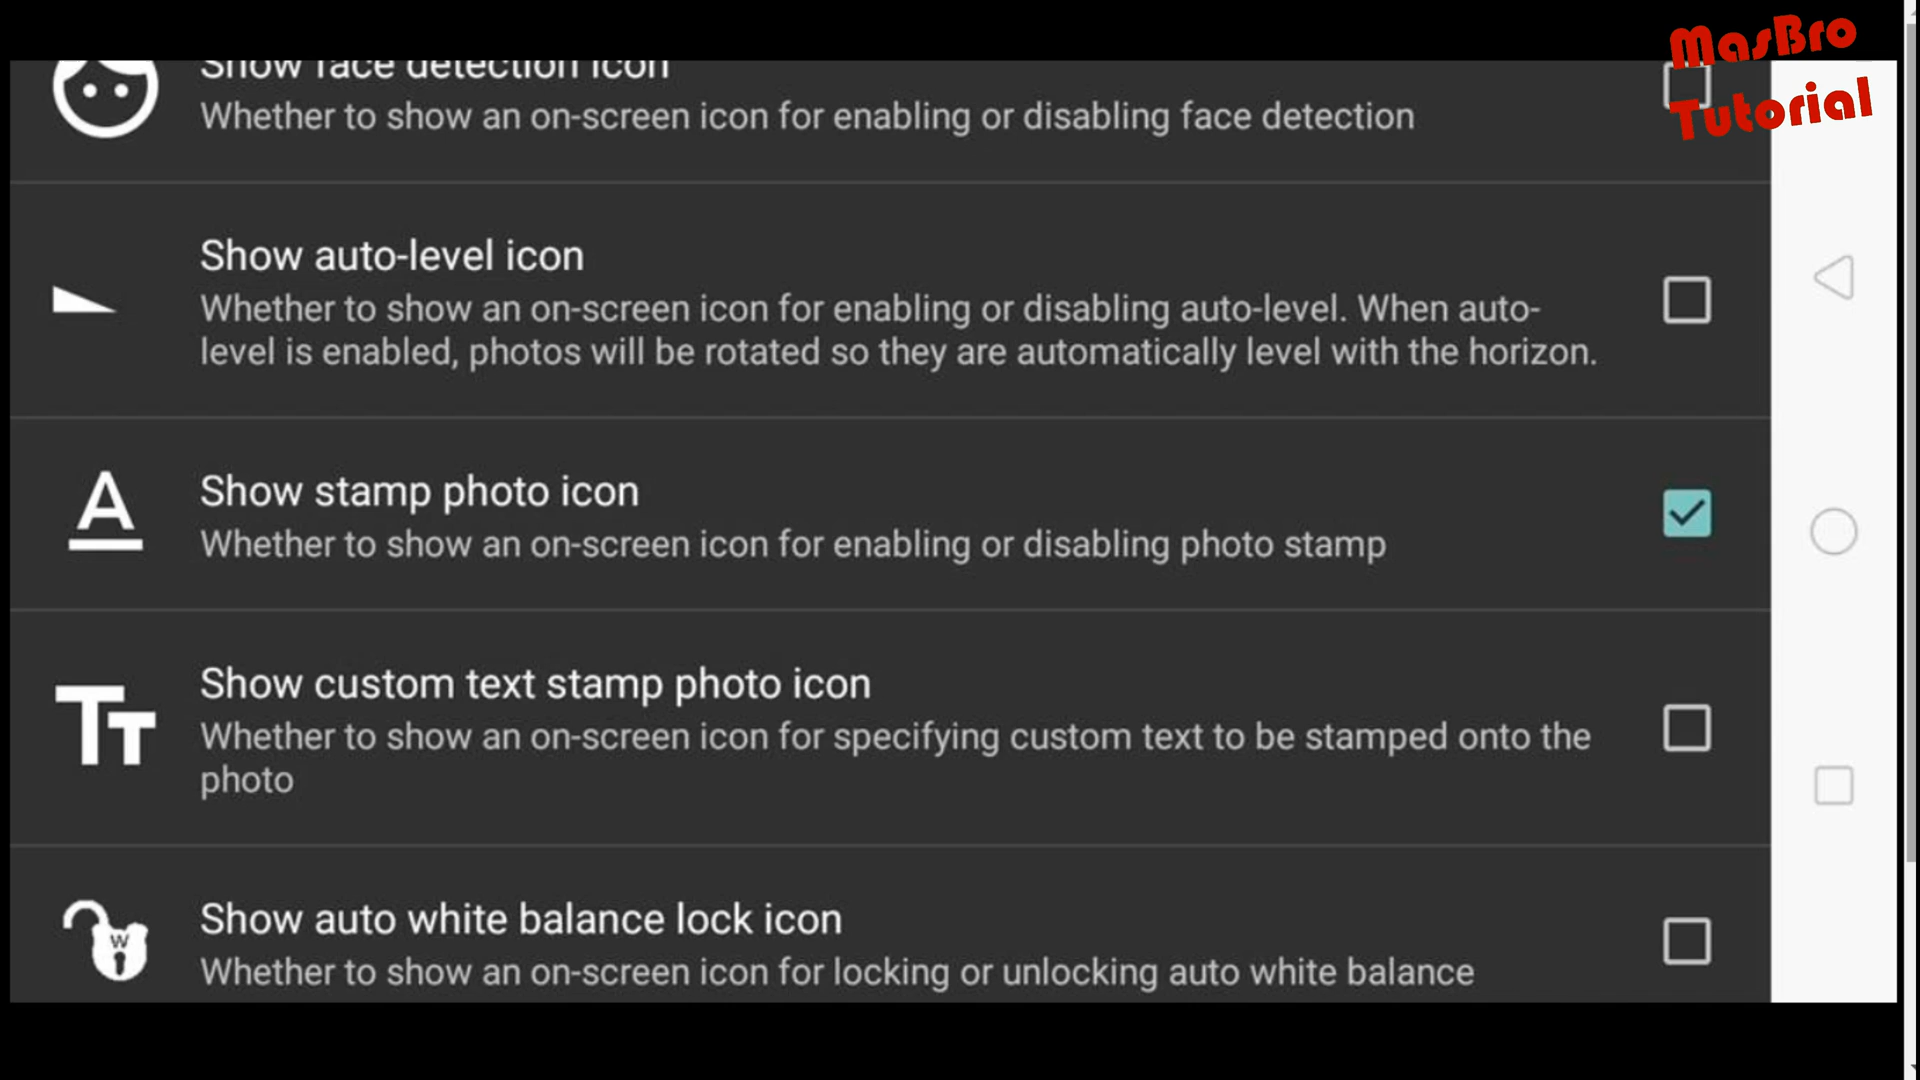 MasBro
Tutorial
Show face detection icon
Whether to show an on-screen icon for enabling or disabling face detection
Show auto-level icon
Whether to show an on-screen icon for enabling or disabling auto-level. When auto-
level is enabled, photos will be rotated so they are automatically level with the horizon.
A
Show stamp photo icon
Whether to show an on-screen icon for enabling or disabling photo stamp
TT
Show custom text stamp photo icon
Whether to show an on-screen icon for specifying custom text to be stamped onto the
photo
W
Show auto white balance lock icon
Whether to show an on-screen icon for locking or unlocking auto white balance